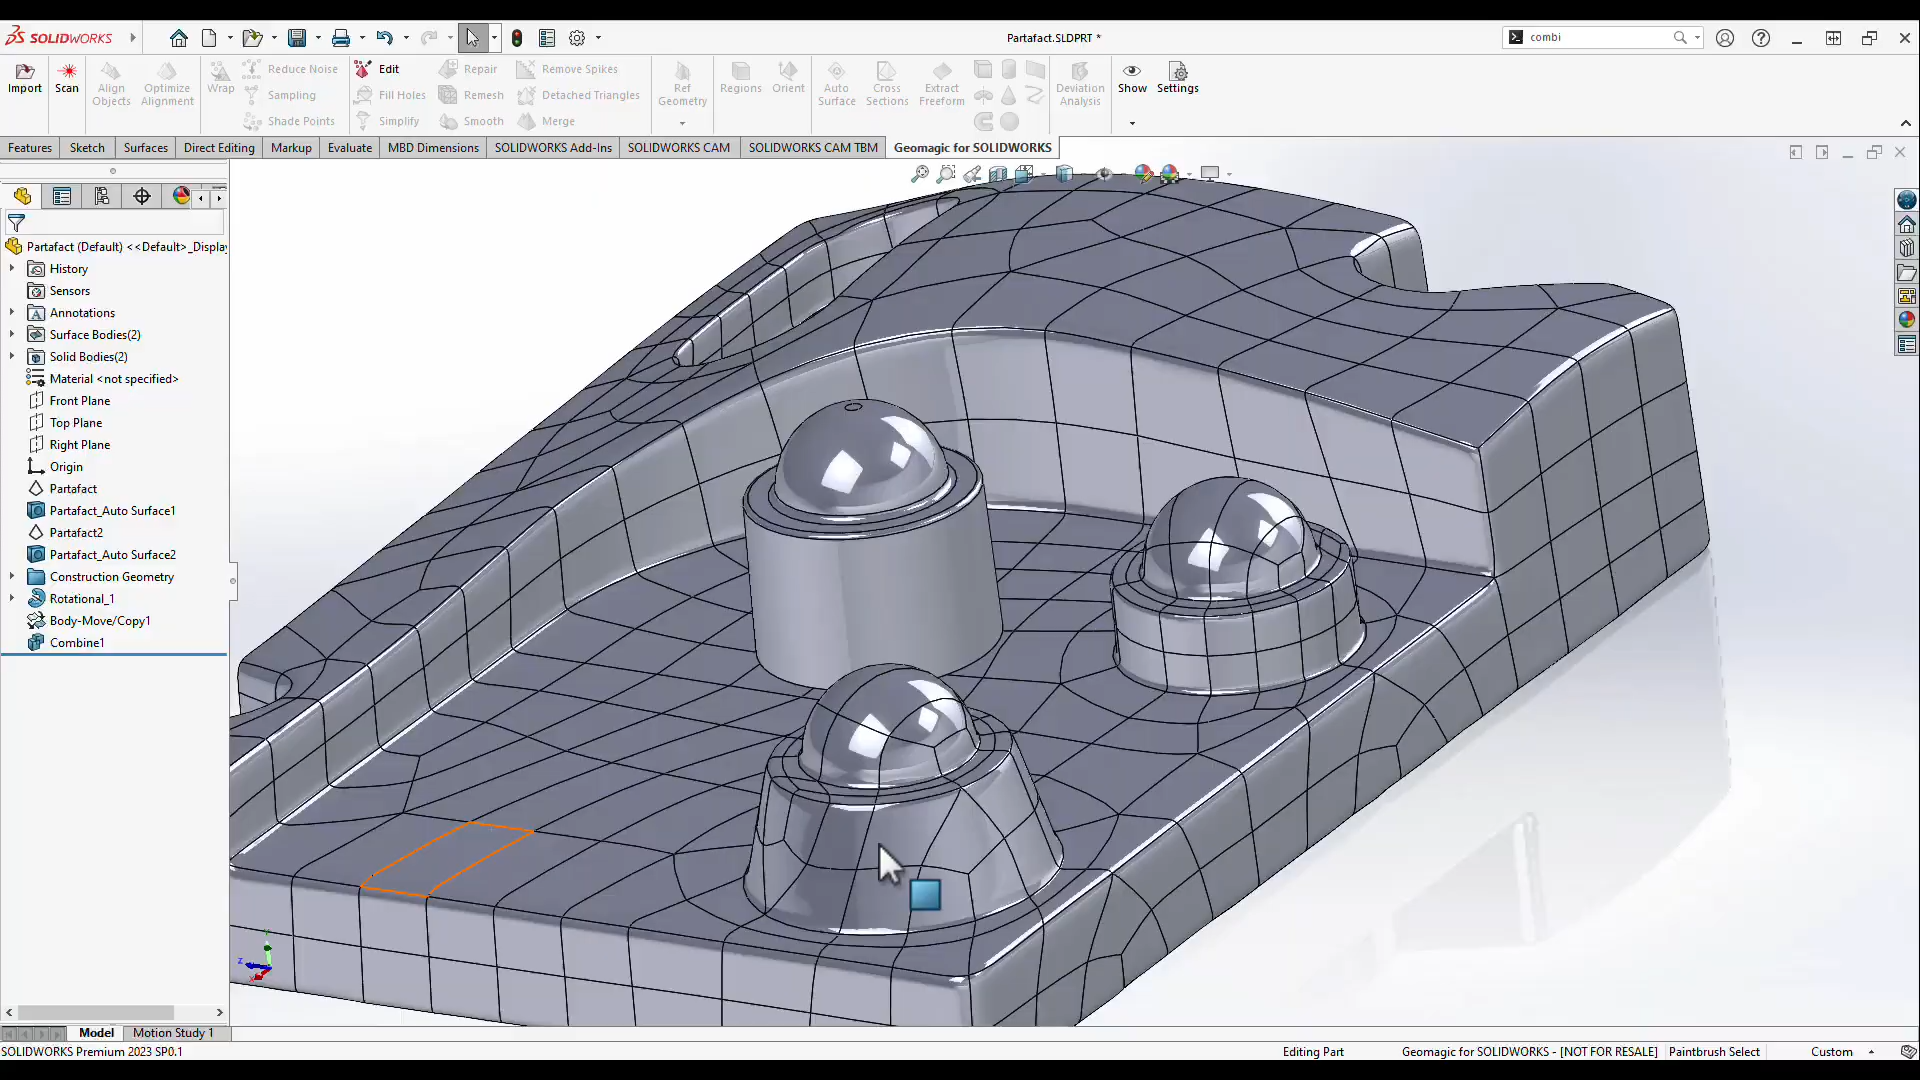 SOLIDWORKS
Partafact.SLDPRT *
combi
Import
Scan
Align Objects
Optimize Alignment
Wrap
Reduce Noise
Sampling
Shade Points
Edit
Fill Holes
Simplify
Repair
Remesh
Smooth
Remove Spikes
Detached Triangles
Merge
Ref Geometry
Regions
Orient
Auto Surface
Cross Sections
Extract Freeform
Deviation Analysis
Show
Settings
Features
Sketch
Surfaces
Direct Editing
Markup
Evaluate
MBD Dimensions
SOLIDWORKS Add-Ins
SOLIDWORKS CAM
SOLIDWORKS CAM TBM
Geomagic for SOLIDWORKS
Partafact (Default) <<Default>_Display
History
Sensors
Annotations
Surface Bodies(2)
Solid Bodies(2)
Material <not specified>
Front Plane
Top Plane
Right Plane
Origin
Partafact
Partafact_Auto Surface1
Partafact2
Partafact_Auto Surface2
Construction Geometry
Rotational_1
Body-Move/Copy1
Combine1
Model
Motion Study 1
SOLIDWORKS Premium 2023 SP0.1
Editing Part
Geomagic for SOLIDWORKS - [NOT FOR RESALE]
Paintbrush Select
Custom